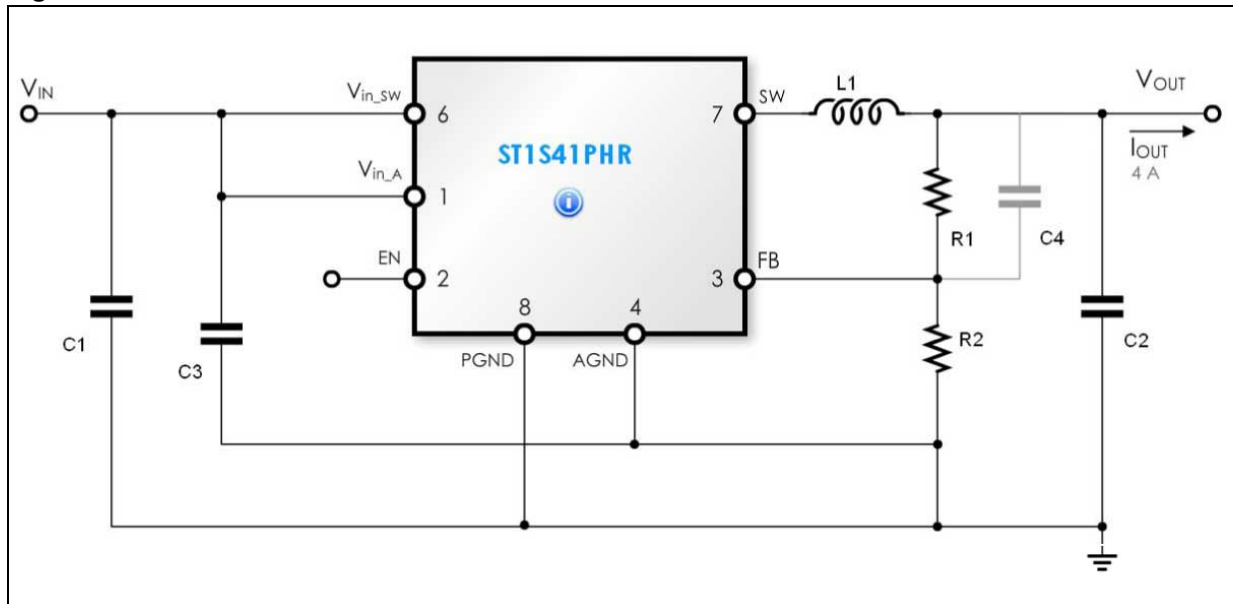 VIN
Vin_SW
6
7
SW
L1
VOUT
IOUT
4 A
ST1S41PHR
i
Vin_A
1
R1
C4
EN
2
3
FB
C1
C3
8
4
PGND
AGND
R2
C2